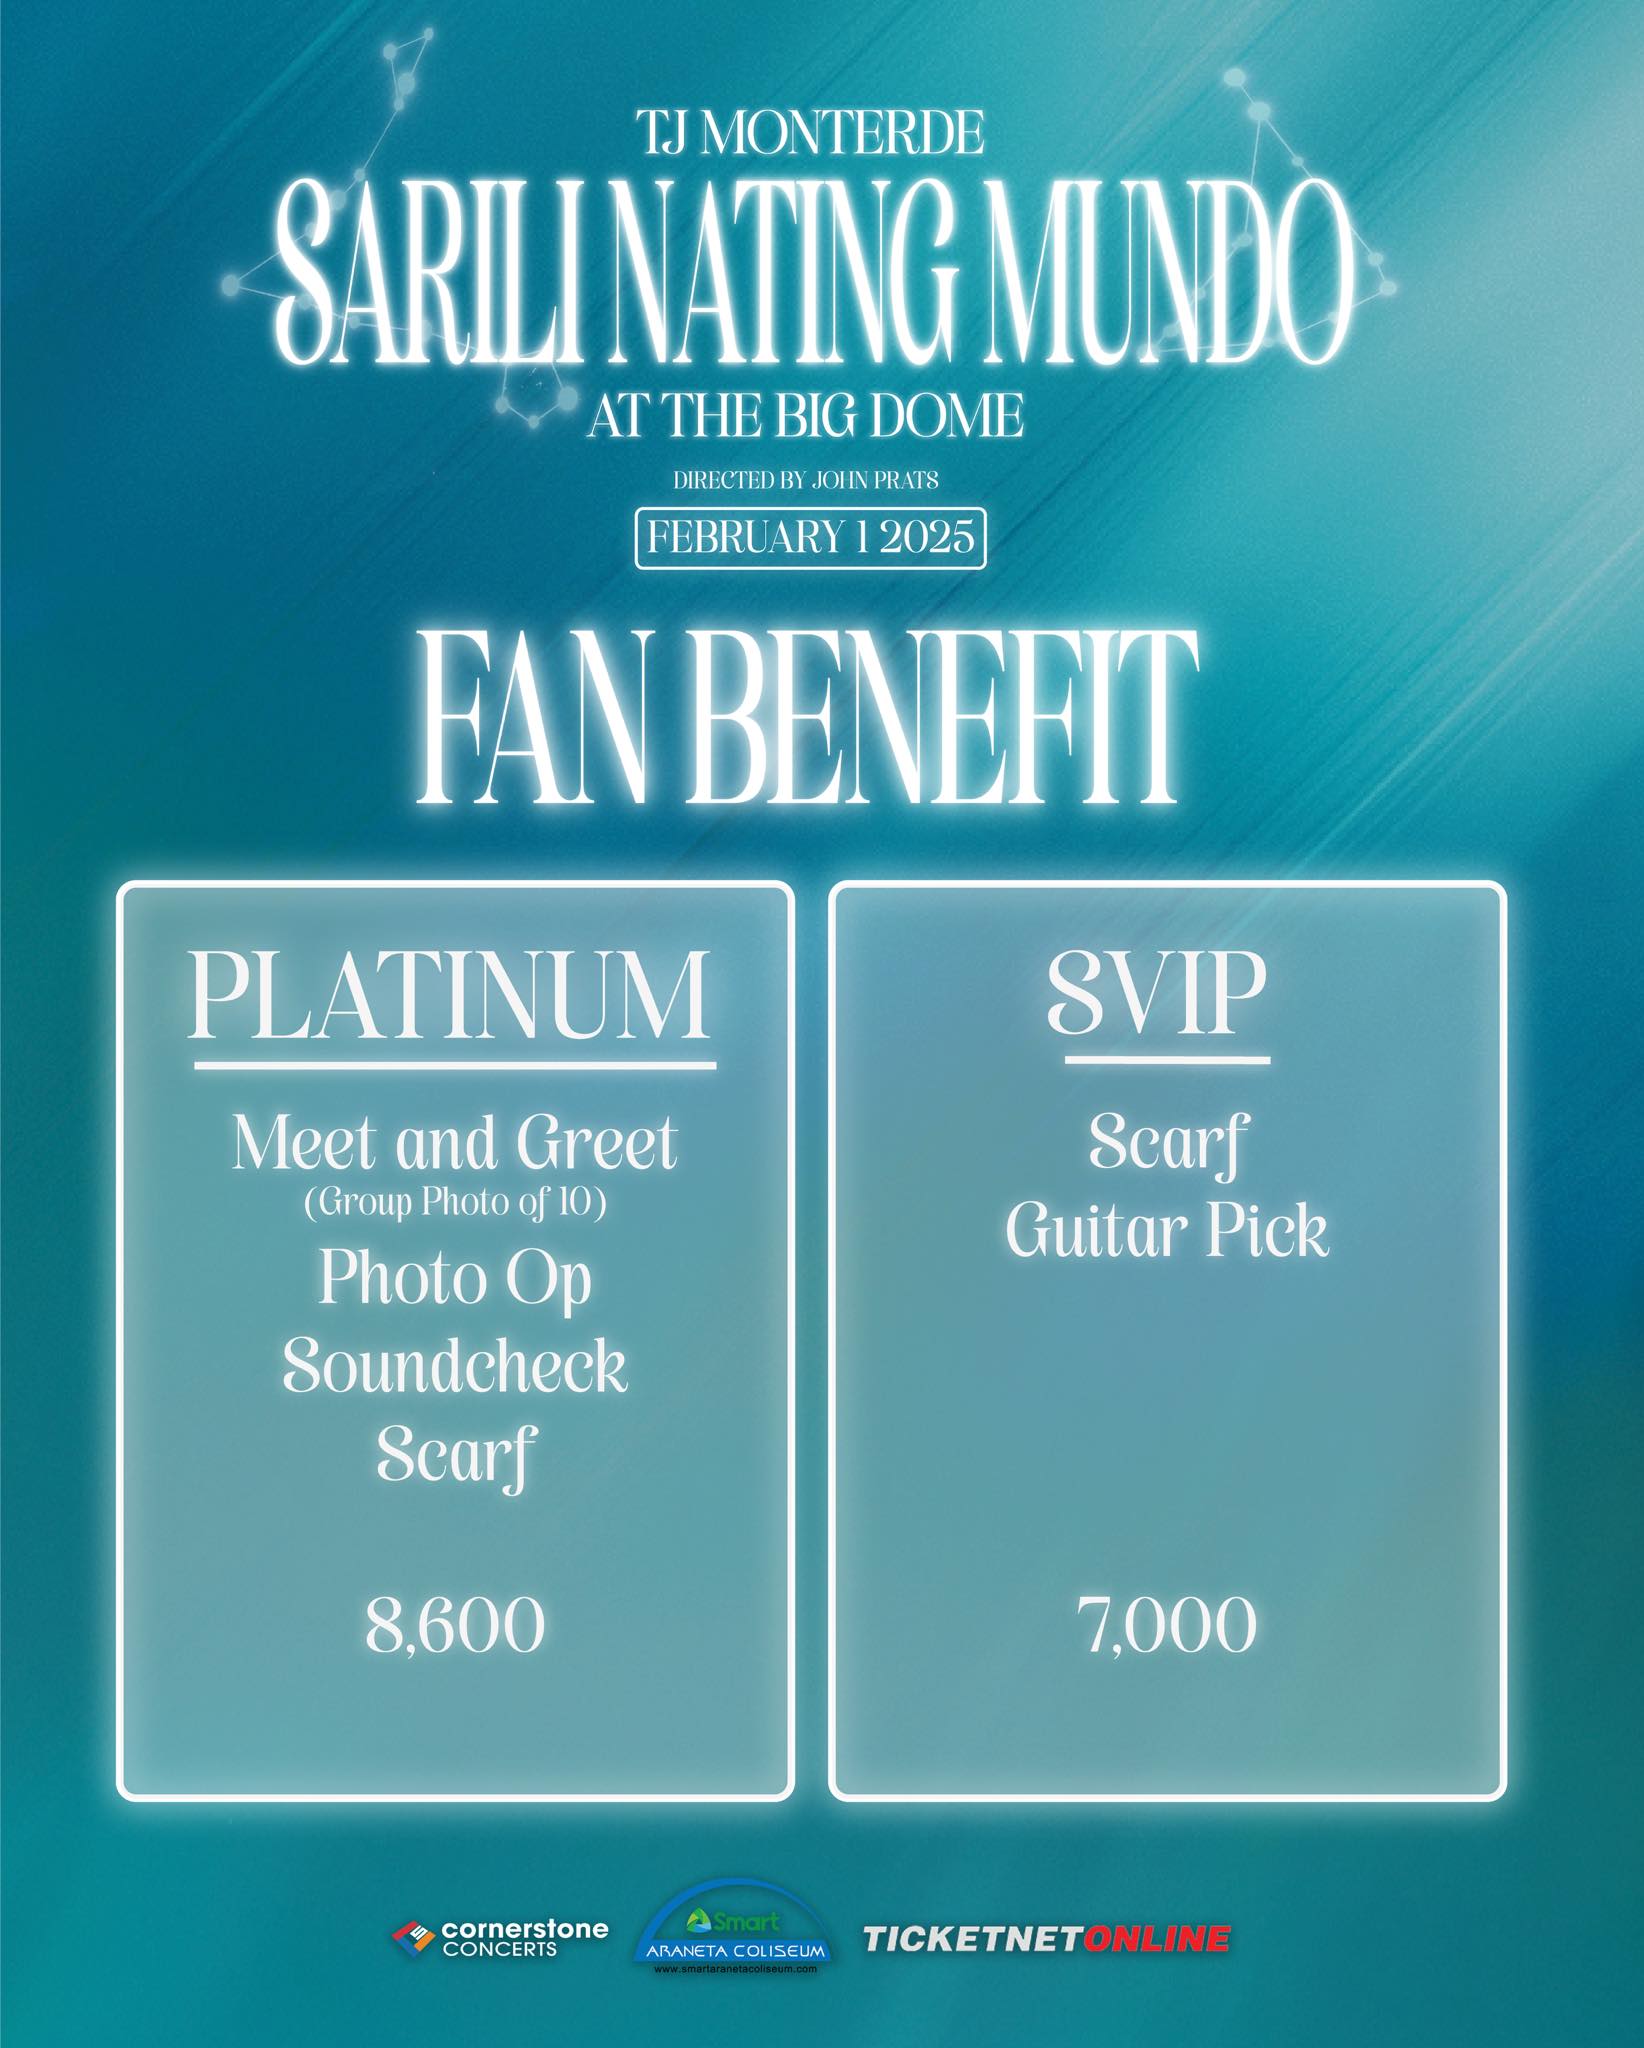 TJ MONTERDE
SARILI NATING MUNDO
AT THE BIG DOME
DIRECTED BY JOHN PRATS
FEBRUARY 1 2025
FAN BENEFIT
PLATINUM
Meet and Greet
(Group Photo of 10)
Photo Op
Soundcheck
Scarf
8,600
SVIP
Scarf
Guitar Pick
7,000
cornerstone
CONCERTS
Smart
ARANETA COLISEUM
www.smartaranetacoliseum.com
TICKETNETONLINE